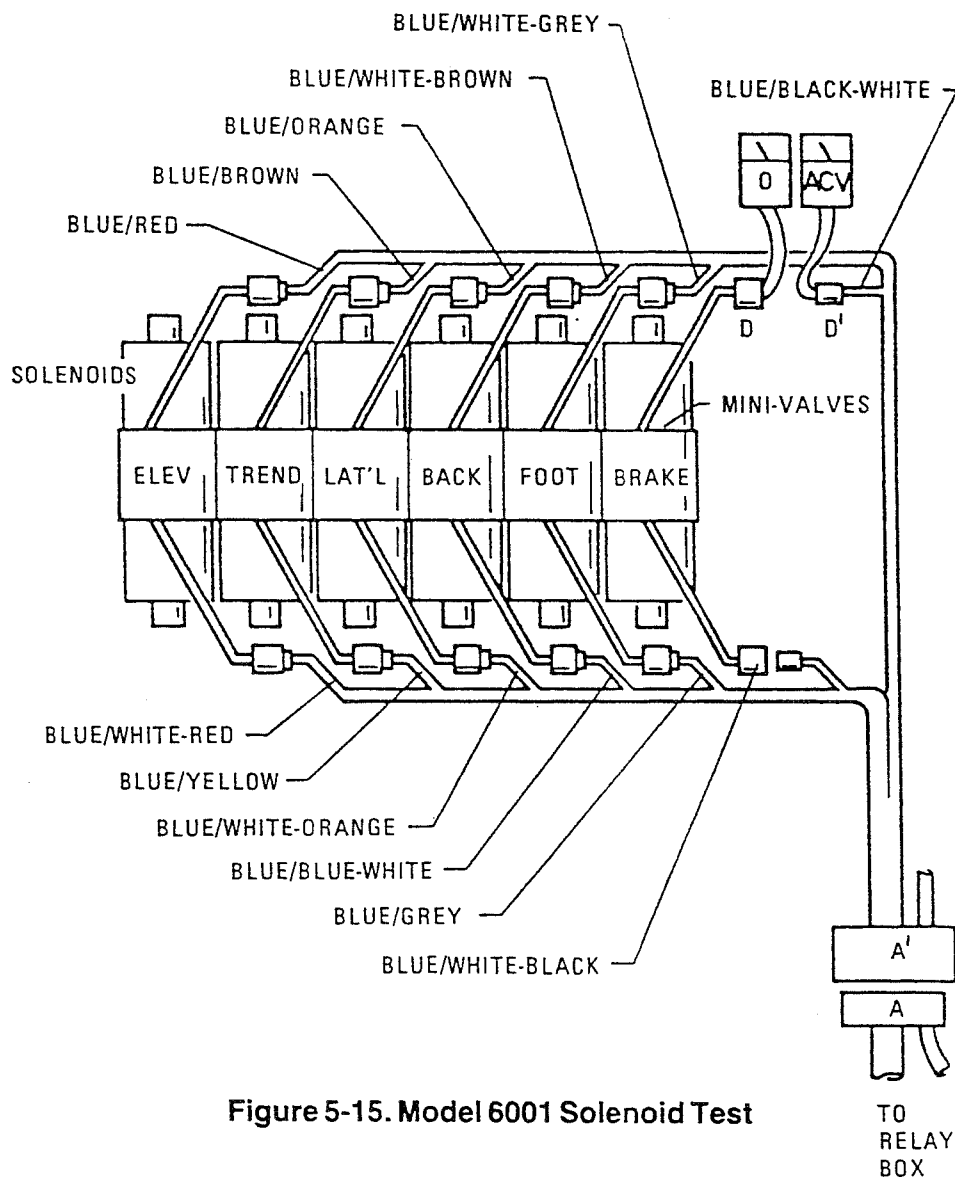 BLUE/WHITE-GREY
BLUE/WHITE-BROWN
BLUE/BLACK-WHITE
BLUE/ORANGE
BLUE/BROWN
BLUE/RED
O
ACV
D
D'
SOLENOIDS
MINI-VALVES
ELEV
TREND
LAT'L
BACK
FOOT
BRAKE
BLUE/WHITE-RED
BLUE/YELLOW
BLUE/WHITE-ORANGE
BLUE/BLUE-WHITE
BLUE/GREY
BLUE/WHITE-BLACK
A'
A
Figure 5-15. Model 6001 Solenoid Test
TO
RELAY
BOX